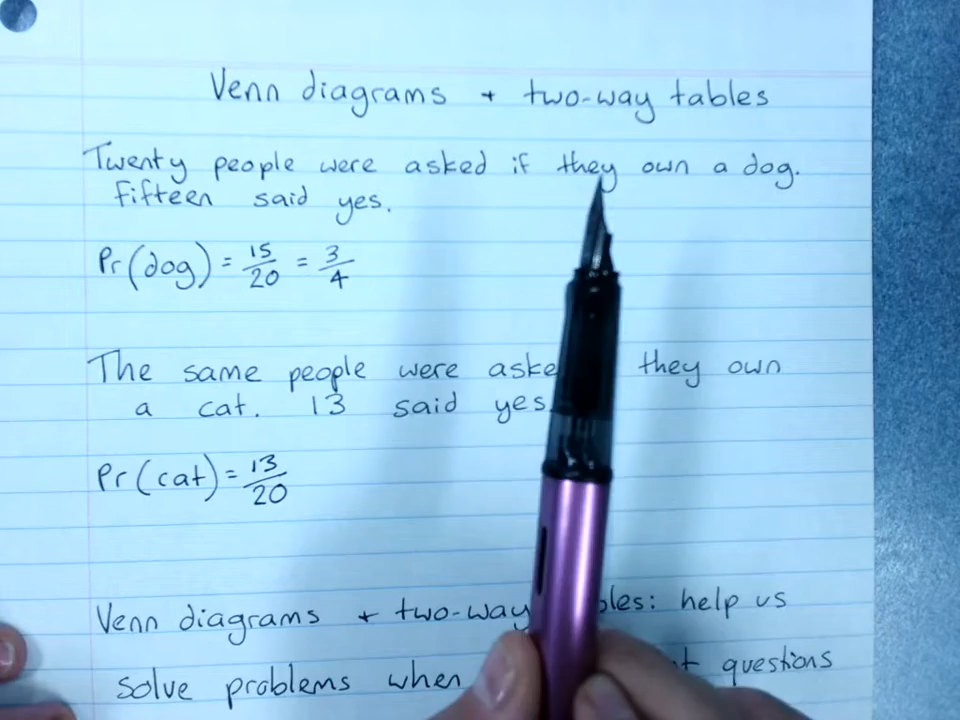 Venn diagrams + two-way tables
Twenty people were asked if they own a dog.
Fifteen said yes.
Pr(dog) = 15/20 = 3/4
The same people were aske they own
a cat. 13 said yes.
Pr(cat) = 13/20
Venn diagrams + two-way bles: help us
solve problems when questions